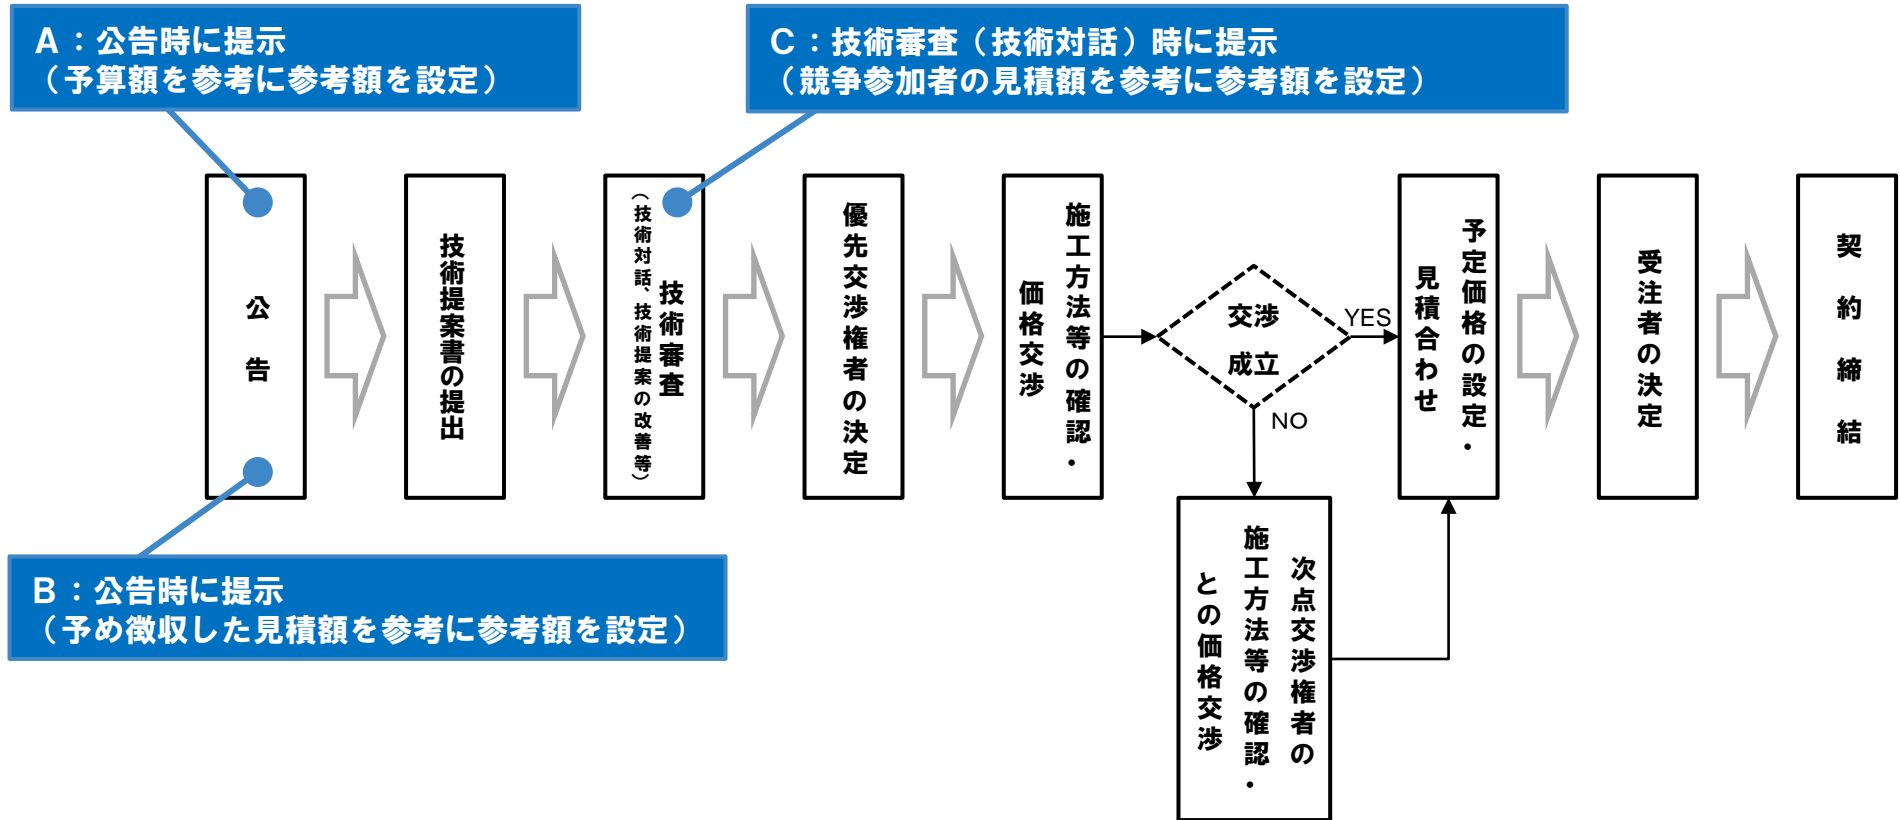 A：公告時に提示
（予算額を参考に参考額を設定）
C：技術審査（技術対話）時に提示
（競争参加者の見積額を参考に参考額を設定）
公告
技術提案書の提出
技術審査
（技術対話、技術提案の改善等）
優先交渉権者の決定
施工方法等の確認・
価格交渉
交渉
成立
YES
NO
予定価格の設定・
見積合わせ
受注者の決定
契約締結
次点交渉権者の
施工方法等の確認・
との価格交渉
B：公告時に提示
（予め徴収した見積額を参考に参考額を設定）